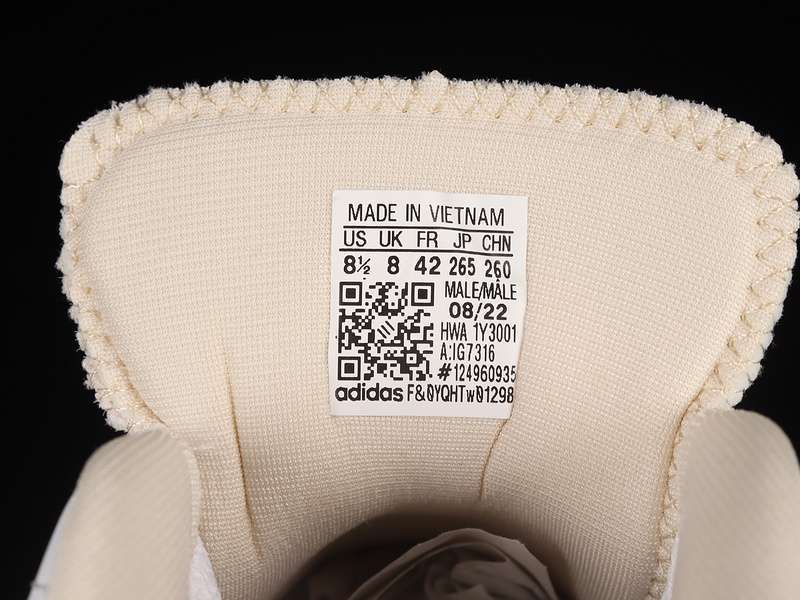 MADE IN VIETNAM
US UK FR JP CHN
8½ 8 42 265 260
MALE/MÂLE
08/22
HWA 1Y3001
A:IG7316
#124960935
adidas F&0YQHTw01298